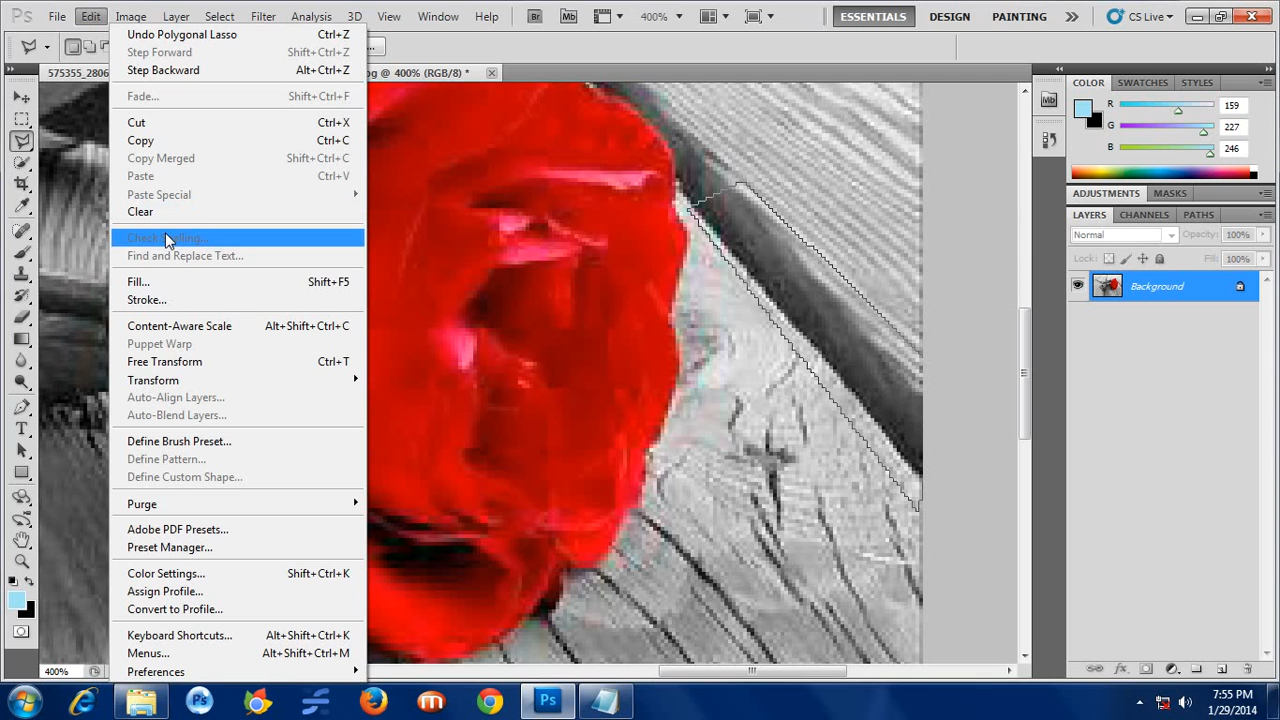 Ps Edit Image Layer Select Filter Analysis 3D View Window Help Br Mb 400% ESSENTIALS DESIGN PAINTING CS Live
575355_2806 pg @ 400% (RGB/8) *
Undo Polygonal Lasso Ctrl+Z
Step Forward Shift+Ctrl+Z
Step Backward Alt+Ctrl+Z
Fade... Shift+Ctrl+F
Cut Ctrl+X
Copy Ctrl+C
Copy Merged Shift+Ctrl+C
Paste Ctrl+V
Paste Special
Clear
Check Spelling...
Find and Replace Text...
Fill... Shift+F5
Stroke...
Content-Aware Scale Alt+Shift+Ctrl+C
Puppet Warp
Free Transform Ctrl+T
Transform
Auto-Align Layers...
Auto-Blend Layers...
Define Brush Preset...
Define Pattern...
Define Custom Shape...
Purge
Adobe PDF Presets...
Preset Manager...
Color Settings... Shift+Ctrl+K
Assign Profile...
Convert to Profile...
Keyboard Shortcuts... Alt+Shift+Ctrl+K
Menus... Alt+Shift+Ctrl+M
Preferences
Mb
COLOR SWATCHES STYLES
R 159
G 227
B 246
ADJUSTMENTS MASKS
LAYERS CHANNELS PATHS
Normal Opacity: 100%
Lock: Fill: 100%
Background
400%
Ps Ps
7:55 PM
1/29/2014